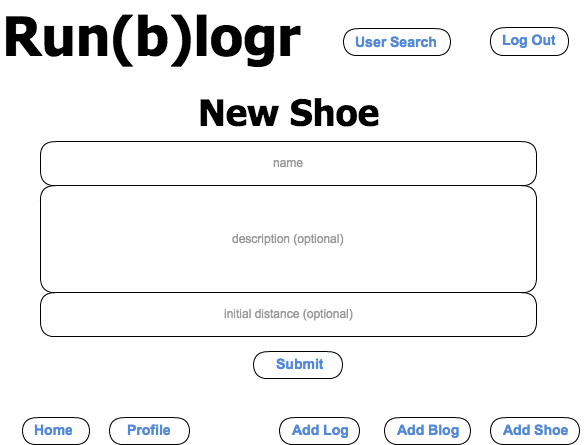 Run(b)logr
User Search
Log Out
New Shoe
name
description (optional)
initial distance (optional)
Submit
Home
Profile
Add Log
Add Blog
Add Shoe